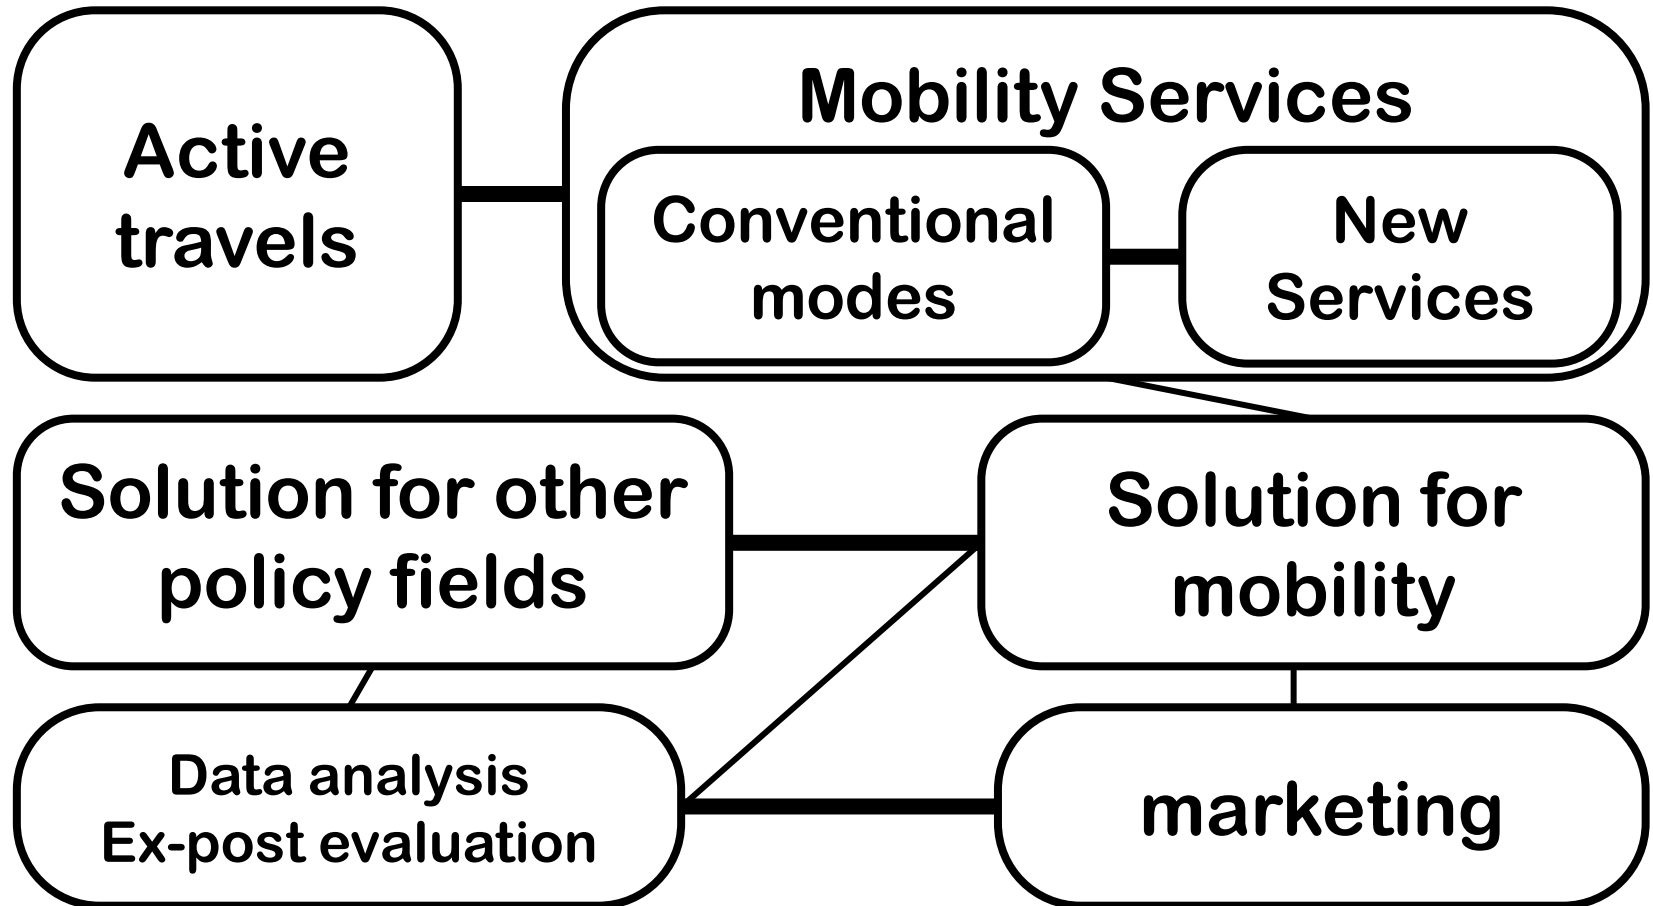 Active
travels
Mobility Services
Conventional
modes
New
Services
Solution for other
policy fields
Solution for
mobility
Data analysis
Ex-post evaluation
marketing